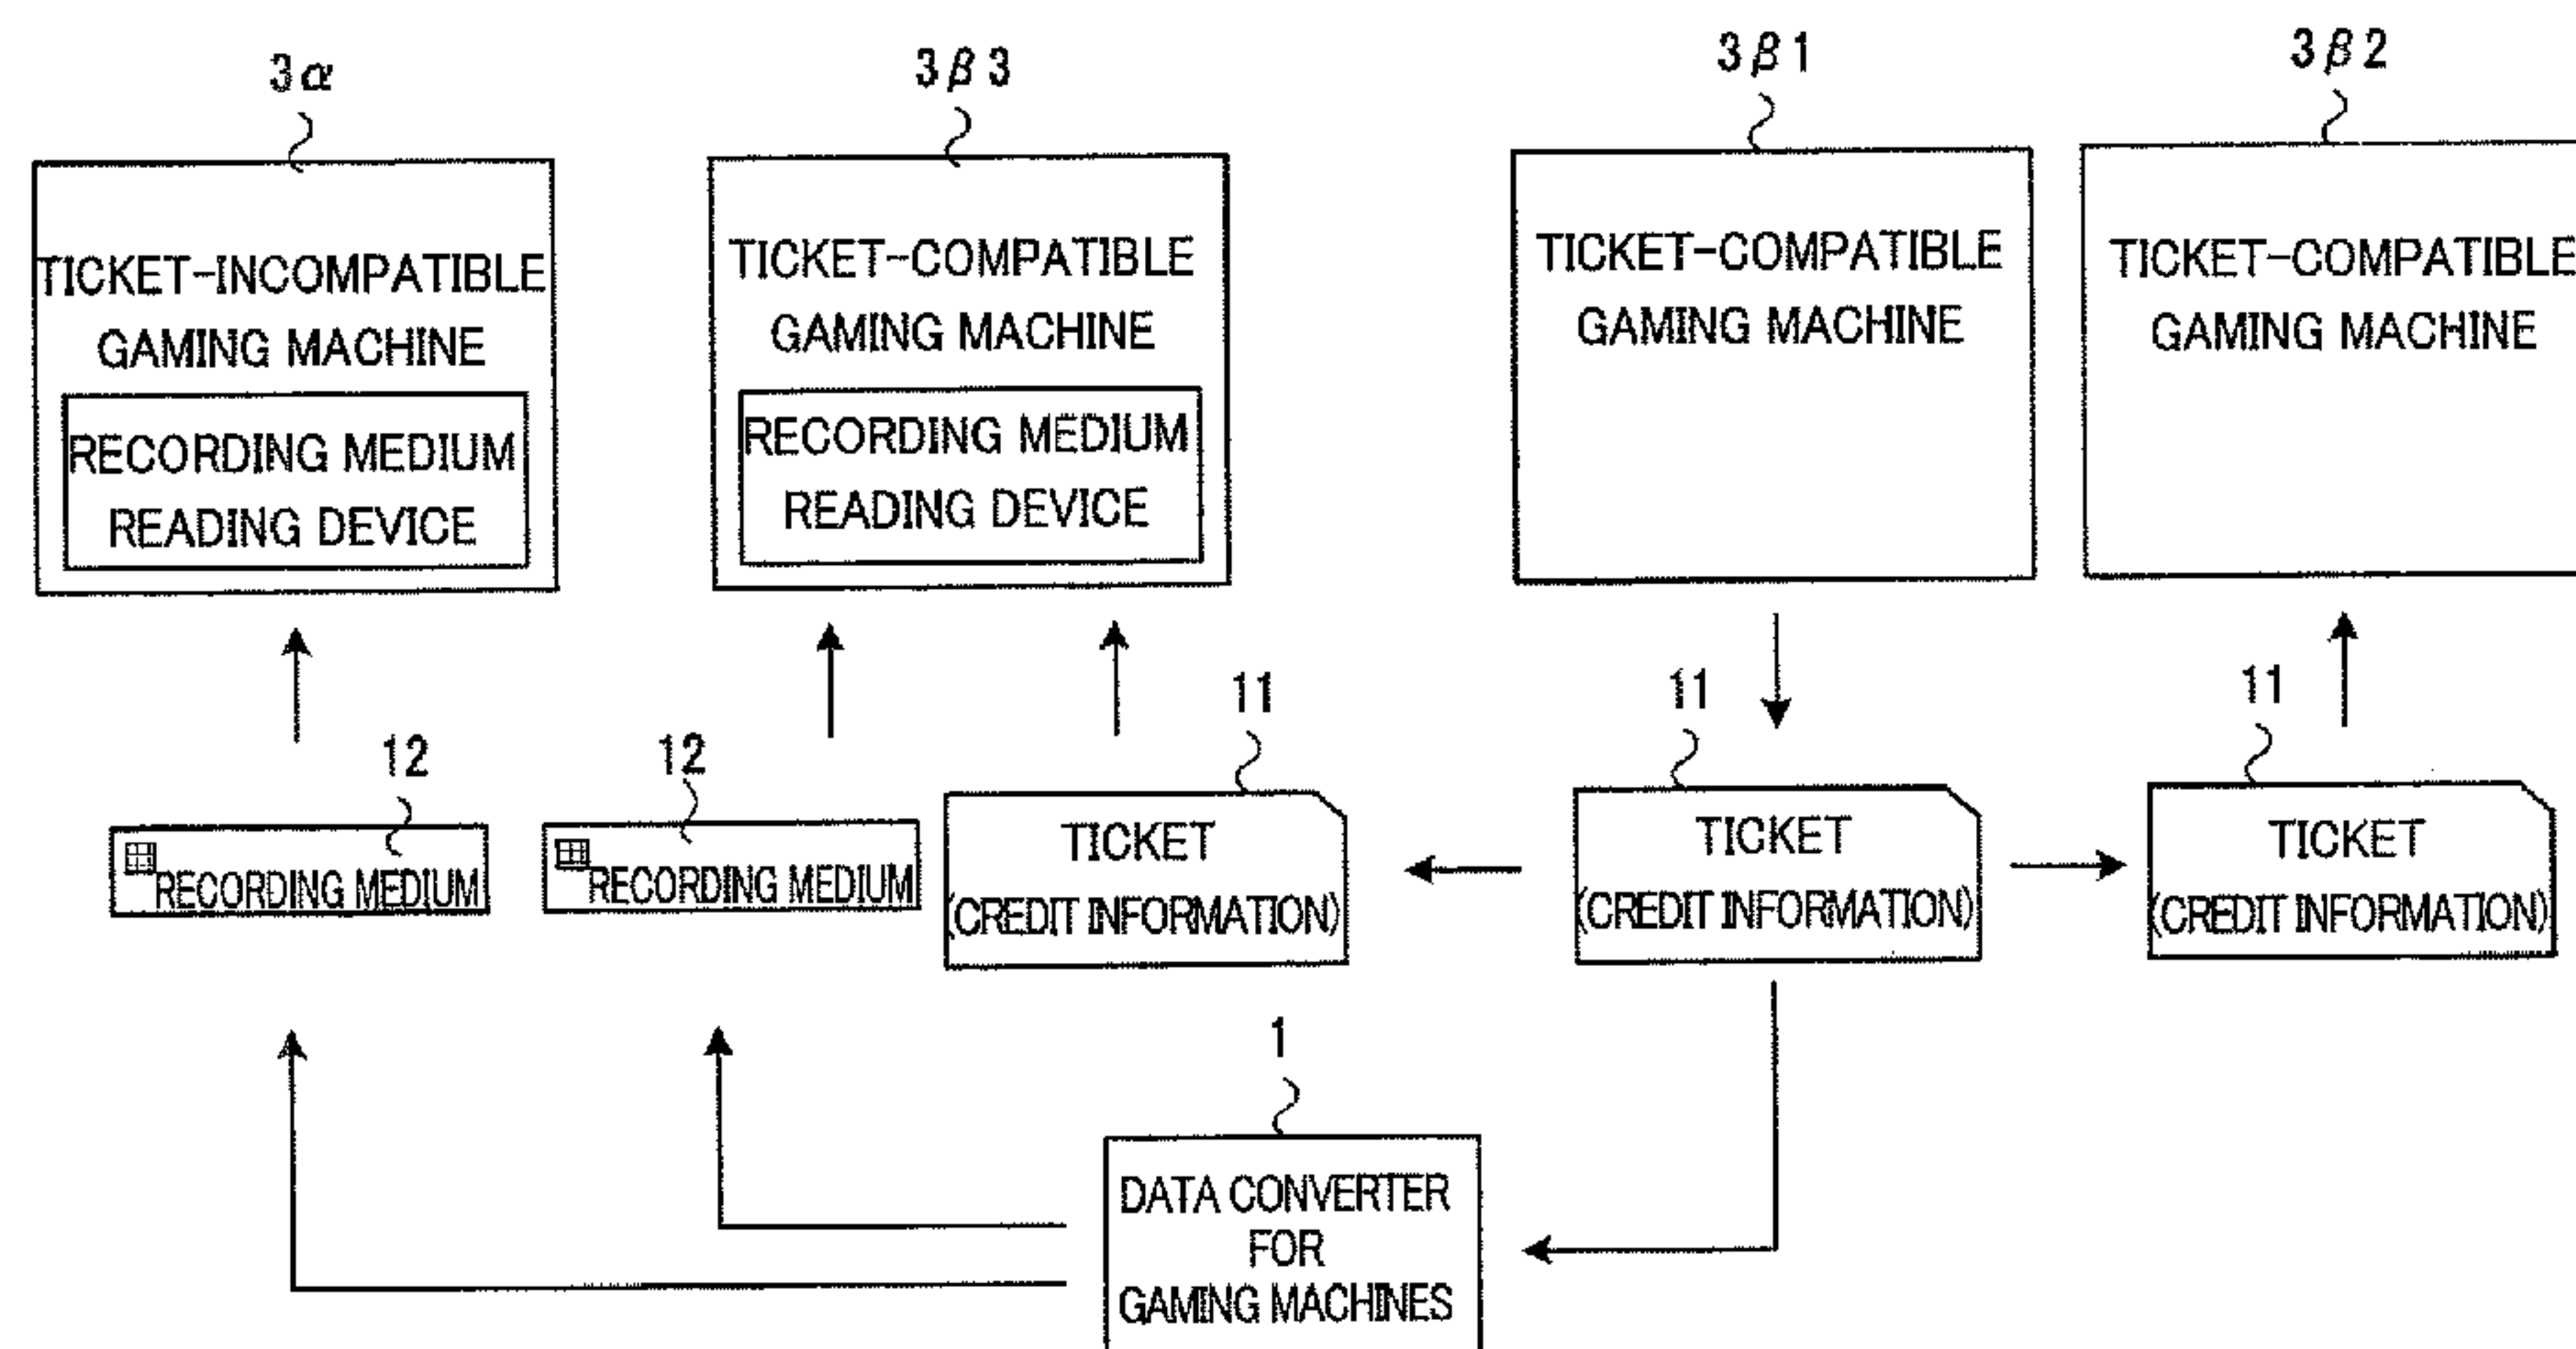 3α
3β3
3β1
3β2
TICKET-INCOMPATIBLE
GAMING MACHINE
RECORDING MEDIUM
READING DEVICE
TICKET-COMPATIBLE
GAMING MACHINE
RECORDING MEDIUM
READING DEVICE
TICKET-COMPATIBLE
GAMING MACHINE
TICKET-COMPATIBLE
GAMING MACHINE
12
RECORDING MEDIUM
12
RECORDING MEDIUM
11
TICKET
(CREDIT INFORMATION)
11
TICKET
(CREDIT INFORMATION)
11
TICKET
(CREDIT INFORMATION)
1
DATA CONVERTER
FOR
GAMING MACHINES